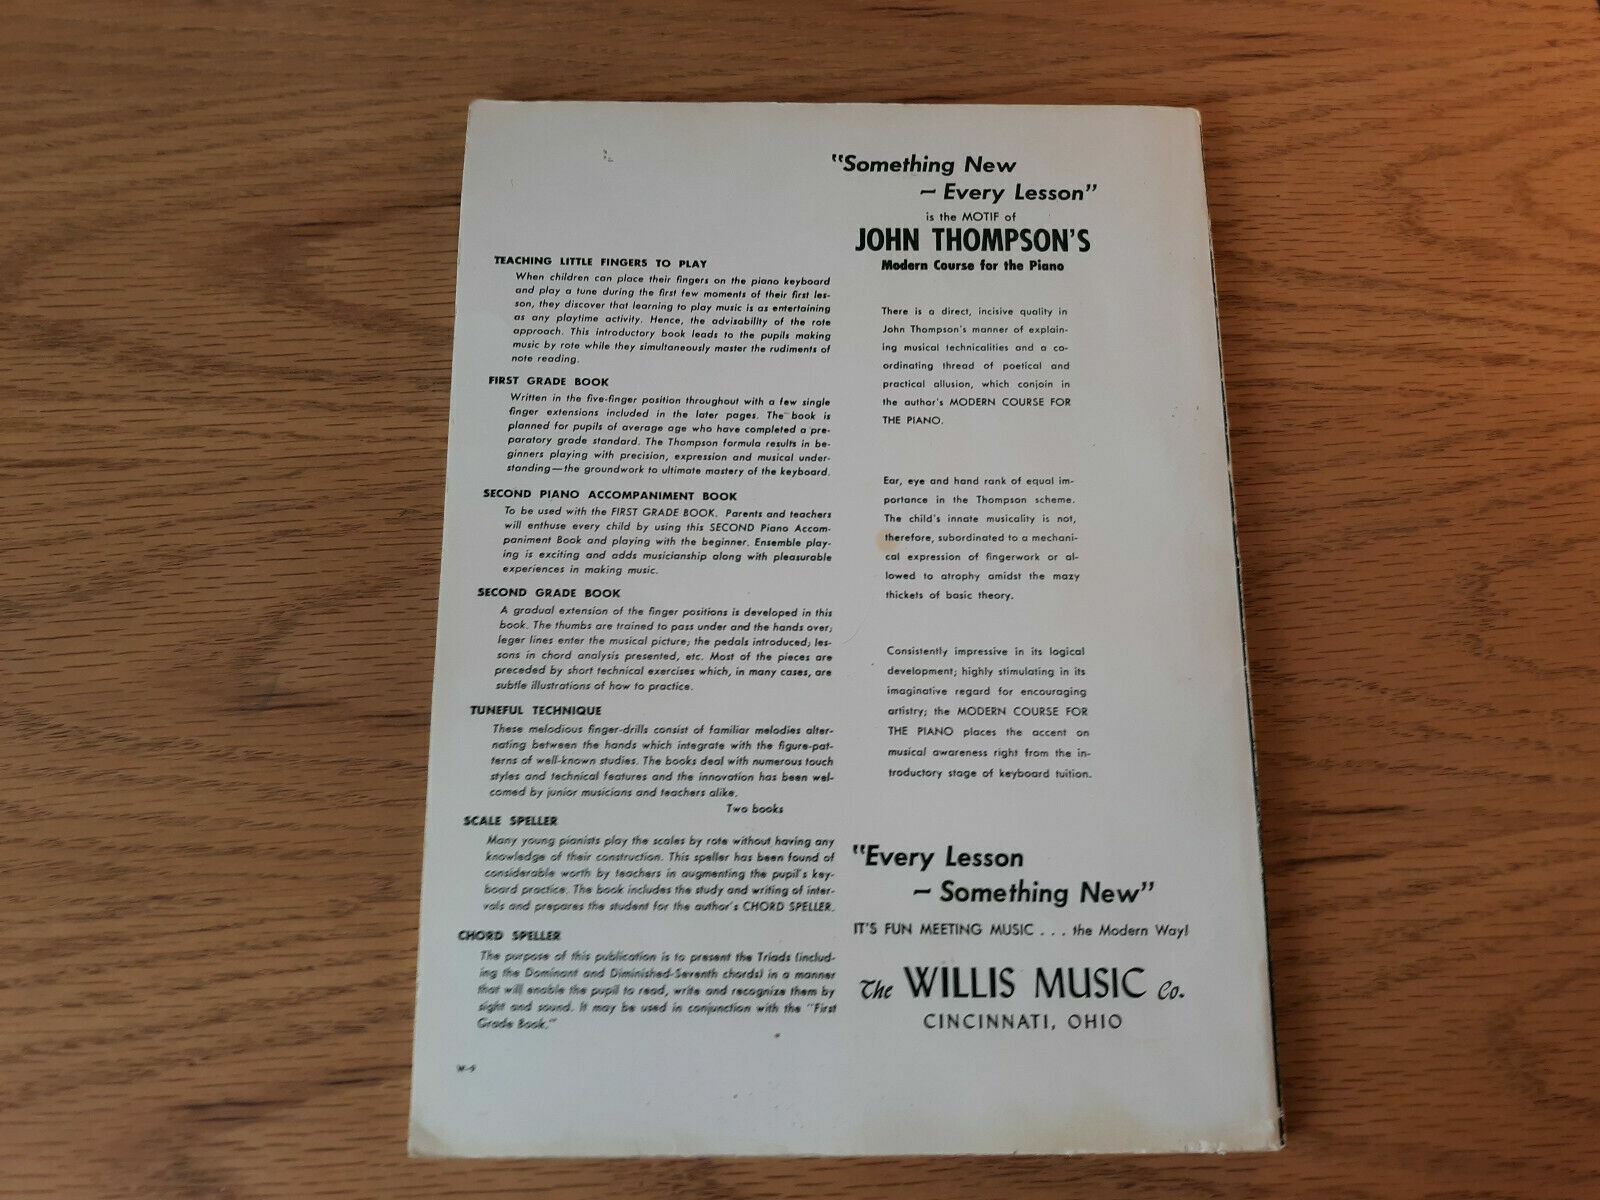 TEACHING LITTLE FINGERS TO PLAY
When children can place their fingers on the piano keyboard
and play a tune during the first few moments of their first les-
son, they discover that learning to play music is as entertaining
as any playtime activity. Hence, the advisability of the rote
approach. This introductory book leads to the pupils making
music by rote while they simultaneously master the rudiments of
note reading.
FIRST GRADE BOOK
Written in the five-finger position throughout with a few single
finger extensions included in the later pages. The book is
planned for pupils of average age who have completed a pre-
paratory grade standard. The Thompson formula results in be-
ginners playing with precision, expression and musical under-
standing—the groundwork to ultimate mastery of the keyboard.
SECOND PIANO ACCOMPANIMENT BOOK
To be used with the FIRST GRADE BOOK. Parents and teachers
will enthuse every child by using this SECOND Piano Accom-
paniment Book and playing with the beginner. Ensemble play-
ing is exciting and adds musicianship along with pleasurable
experiences in making music.
SECOND GRADE BOOK
A gradual extension of the finger positions is developed in this
book. The thumbs are trained to pass under and the hands over;
leger lines enter the musical picture; the pedals introduced; les-
sons in chord analysis presented, etc. Most of the pieces are
preceded by short technical exercises which, in many cases, are
subtle illustrations of how to practice.
TUNEFUL TECHNIQUE
These melodious finger-drills consist of familiar melodies alter-
nating between the hands which integrate with the figure-pat-
terns of well-known studies. The books deal with numerous touch
styles and technical features and the innovation has been wel-
comed by junior musicians and teachers alike.
Two books
SCALE SPELLER
Many young pianists play the scales by rote without having any
knowledge of their construction. This speller has been found of
considerable worth by teachers in augmenting the pupil's key-
board practice. The book includes the study and writing of inter-
vals and prepares the student for the author's CHORD SPELLER.
CHORD SPELLER
The purpose of this publication is to present the Triads (includ-
ing the Dominant and Diminished-Seventh chords) in a manner
that will enable the pupil to read, write and recognize them by
sight and sound. It may be used in conjunction with the "First
Grade Book."
W-9
"Something New
— Every Lesson"
is the MOTIF of
JOHN THOMPSON'S
Modern Course for the Piano
There is a direct, incisive quality in
John Thompson's manner of explain-
ing musical technicalities and a co-
ordinating thread of poetical and
practical allusion, which conjoin in
the author's MODERN COURSE FOR
THE PIANO.
Ear, eye and hand rank of equal im-
portance in the Thompson scheme.
The child's innate musicality is not,
therefore, subordinated to a mechani-
cal expression of fingerwork or al-
lowed to atrophy amidst the mazy
thickets of basic theory.
Consistently impressive in its logical
development; highly stimulating in its
imaginative regard for encouraging
artistry; the MODERN COURSE FOR
THE PIANO places the accent on
musical awareness right from the in-
troductory stage of keyboard tuition.
"Every Lesson
— Something New"
IT'S FUN MEETING MUSIC . . . the Modern Way!
The WILLIS MUSIC Co.
CINCINNATI, OHIO